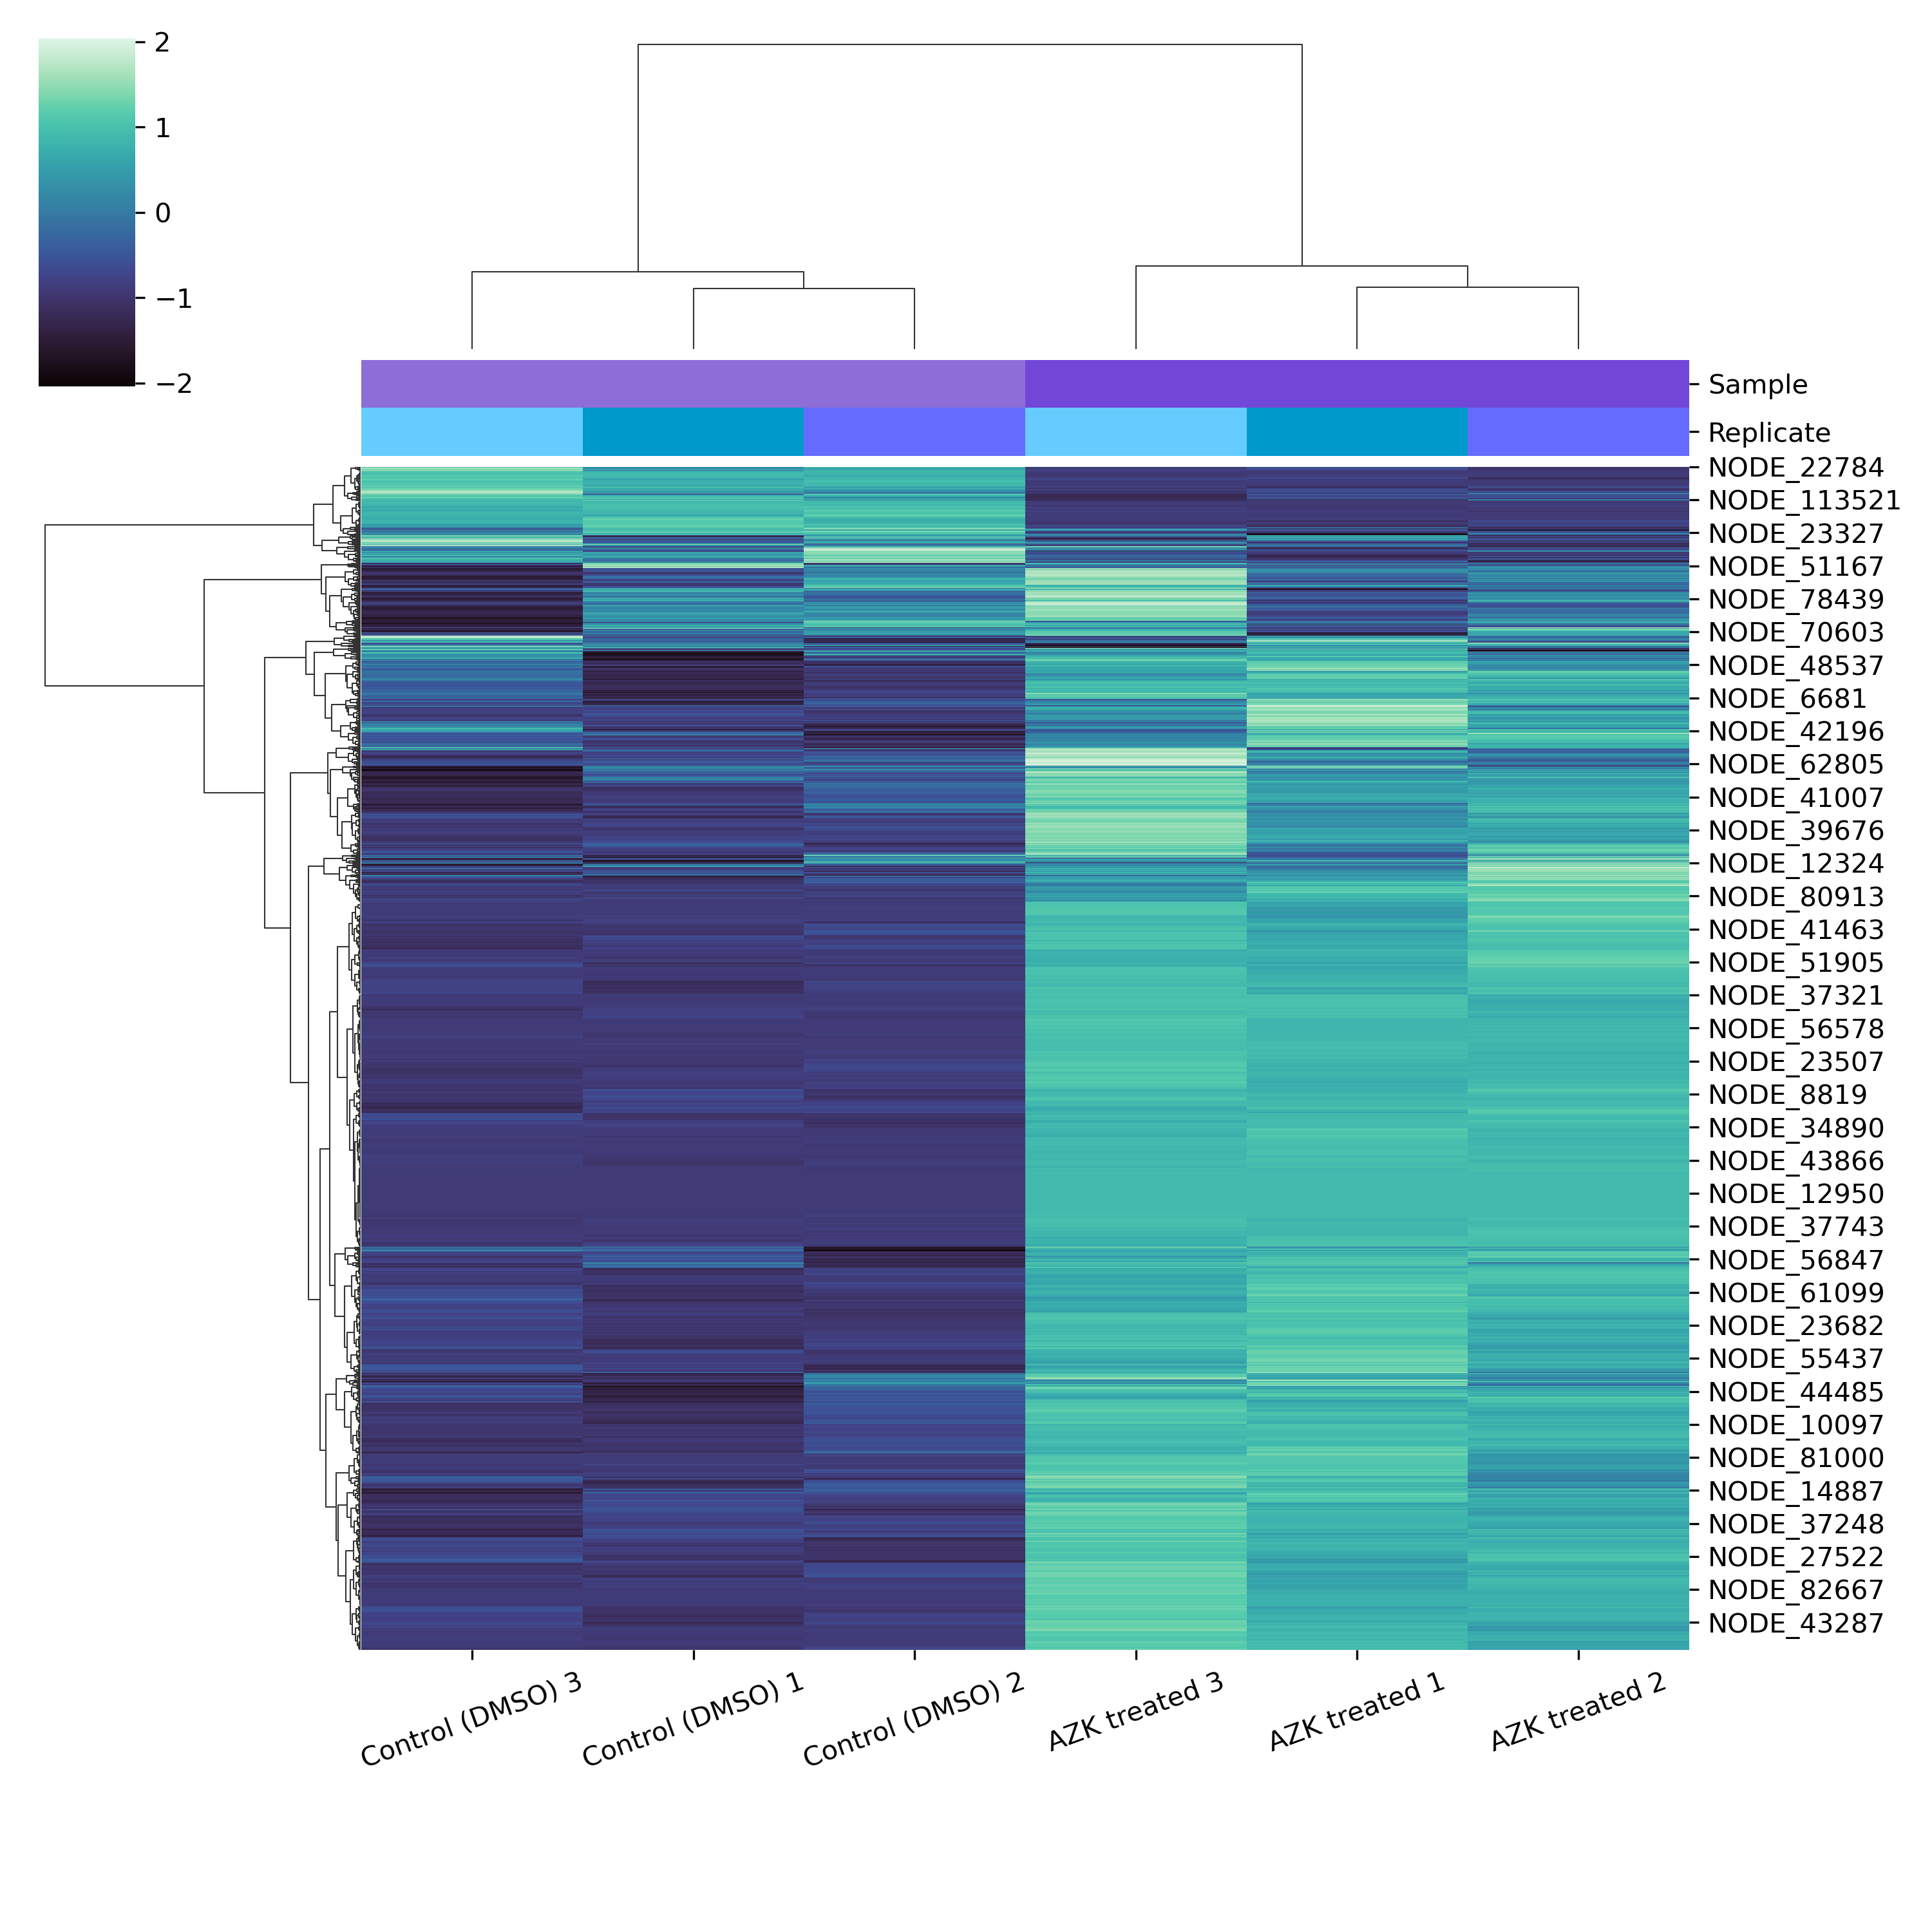 2
1
0
−1
−2
Sample
Replicate
NODE_22784
NODE_113521
NODE_23327
NODE_51167
NODE_78439
NODE_70603
NODE_48537
NODE_6681
NODE_42196
NODE_62805
NODE_41007
NODE_39676
NODE_12324
NODE_80913
NODE_41463
NODE_51905
NODE_37321
NODE_56578
NODE_23507
NODE_8819
NODE_34890
NODE_43866
NODE_12950
NODE_37743
NODE_56847
NODE_61099
NODE_23682
NODE_55437
NODE_44485
NODE_10097
NODE_81000
NODE_14887
NODE_37248
NODE_27522
NODE_82667
NODE_43287
Control (DMSO) 3
Control (DMSO) 1
Control (DMSO) 2
AZK treated 3
AZK treated 1
AZK treated 2